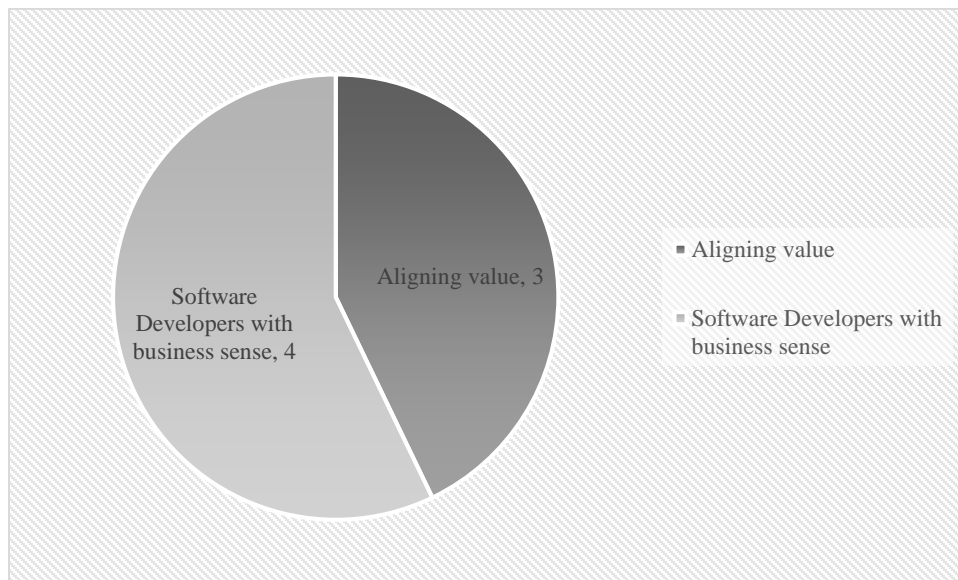 Aligning value, 3
Software
Developers with
business sense, 4
Aligning value
Software Developers with
business sense